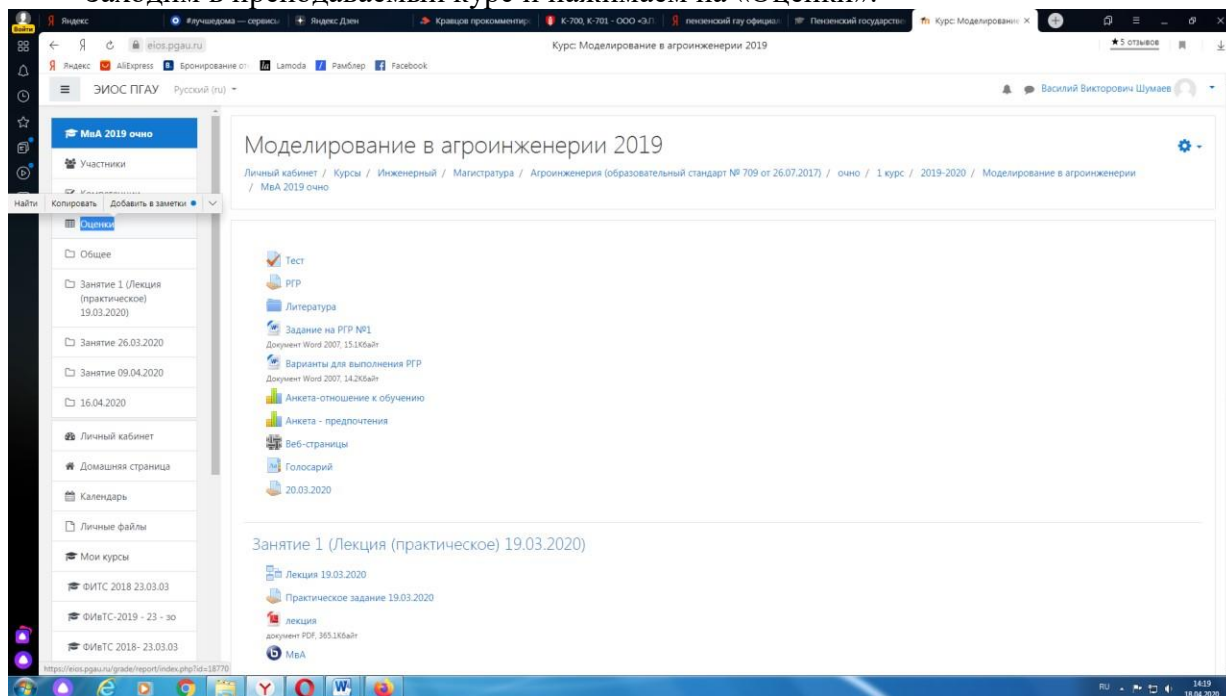 Заходим в преподаваемый курс и нажимаем на «Оценки».
Яндекс
#лучшедома — сервисы
Яндекс Дзен
Кравцов прокомментир
К-700, К-701 - ООО «ЭЛ
пензенский гау официал
Пензенский государстве
Курс: Моделирование
Войти
eios.pgau.ru
Курс: Моделирование в агроинженерии 2019
★ 5 отзывов
Яндекс
AliExpress
Бронирование от
Lamoda
Рамблер
Facebook
ЭИОС ПГАУ
Русский (ru)
Василий Викторович Шумаев
МвА 2019 очно
Участники
Компетенции
Найти
Копировать
Добавить в заметки
Оценки
Общее
Занятие 1 (Лекция
(практическое)
19.03.2020)
Занятие 26.03.2020
Занятие 09.04.2020
16.04.2020
Личный кабинет
Домашняя страница
Календарь
Личные файлы
Мои курсы
ФИТС 2018 23.03.03
ФИвТС-2019 - 23 - зо
ФИвТС 2018- 23.03.03
https://eios.pgau.ru/grade/report/index.php?id=18770
Моделирование в агроинженерии 2019
Личный кабинет / Курсы / Инженерный / Магистратура / Агроинженерия (образовательный стандарт № 709 от 26.07.2017) / очно / 1 курс / 2019-2020 / Моделирование в агроинженерии
/ МвА 2019 очно
Тест
РГР
Литература
Задание на РГР №1
Документ Word 2007, 15.1Кбайт
Варианты для выполнения РГР
Документ Word 2007, 14.2Кбайт
Анкета-отношение к обучению
Анкета - предпочтения
Веб-страницы
Голосарий
20.03.2020
Занятие 1 (Лекция (практическое) 19.03.2020)
Лекция 19.03.2020
Практическое задание 19.03.2020
лекция
документ PDF, 365.1Кбайт
МвА
RU
14:19
18.04.2020